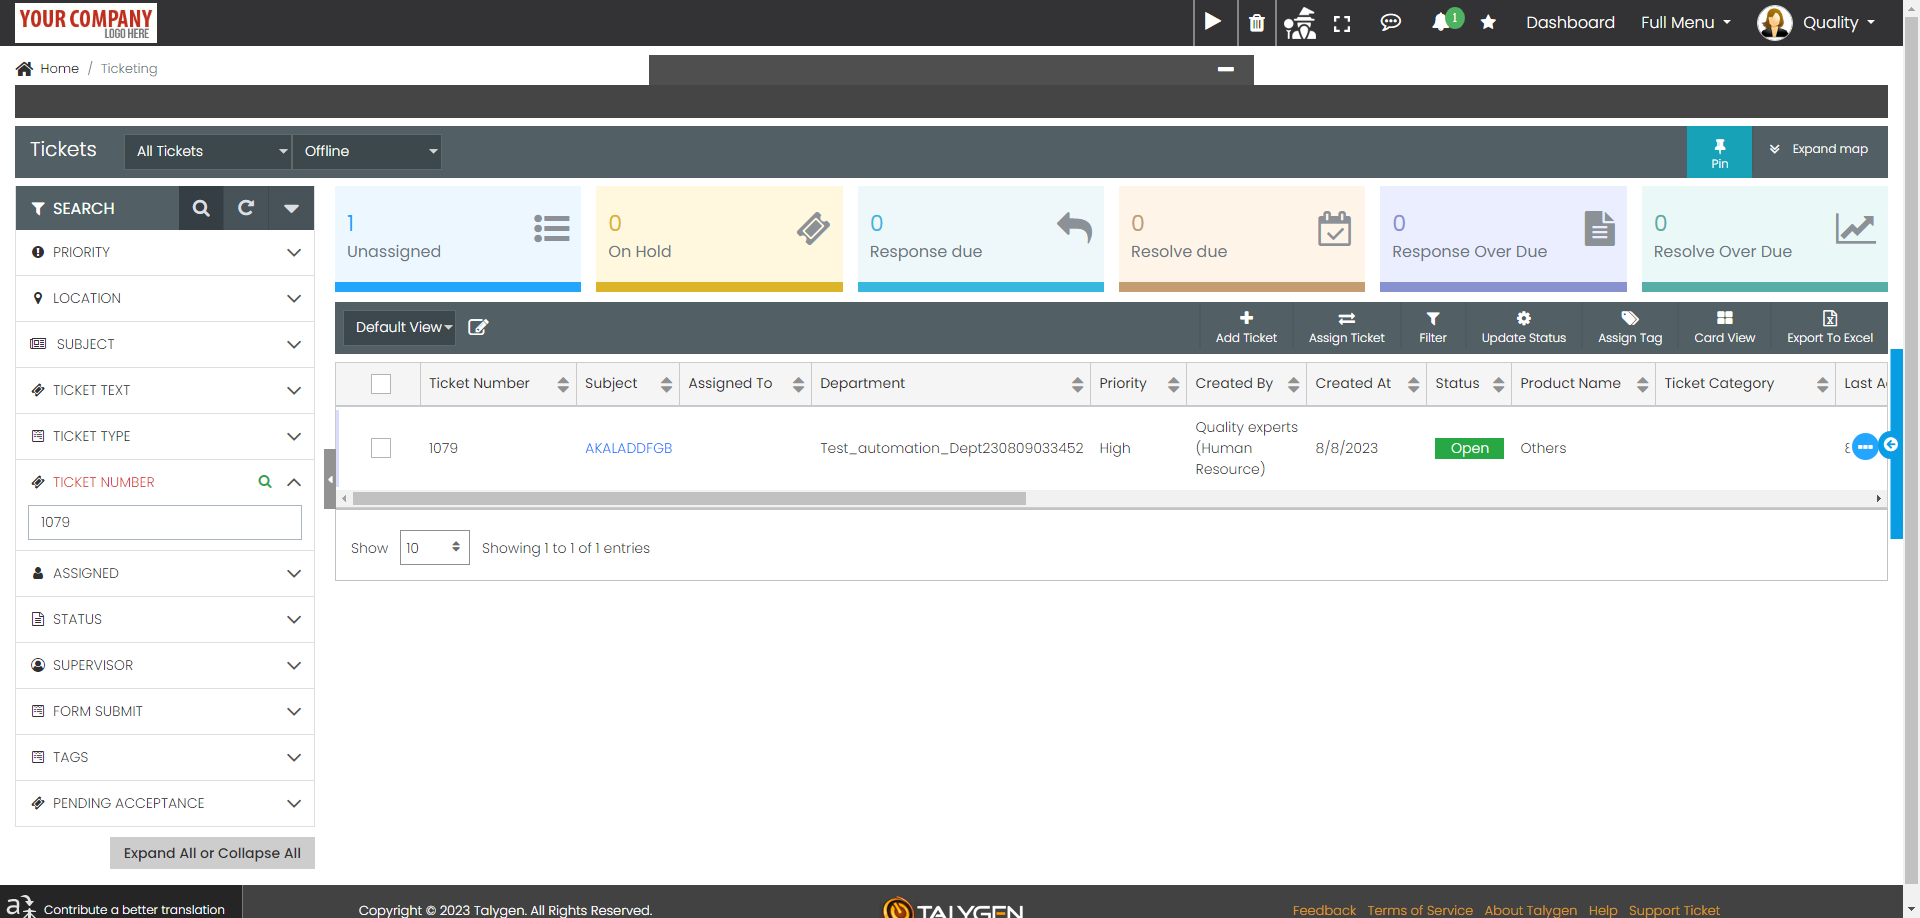 YOUR COMPANY
LOGO HERE
1
Dashboard
Full Menu
Quality
Home / Ticketing
Tickets
All Tickets
Offline
Pin
Expand map
SEARCH
PRIORITY
LOCATION
SUBJECT
TICKET TEXT
TICKET TYPE
TICKET NUMBER
1079
ASSIGNED
STATUS
SUPERVISOR
FORM SUBMIT
TAGS
PENDING ACCEPTANCE
Expand All or Collapse All
1
Unassigned
0
On Hold
0
Response due
0
Resolve due
0
Response Over Due
0
Resolve Over Due
Default View
Add Ticket
Assign Ticket
Filter
Update Status
Assign Tag
Card View
Export To Excel
Ticket Number Subject Assigned To Department Priority Created By Created At Status Product Name Ticket Category Last
1079 AKALADDFGB Test_automation_Dept230809033452 High Quality experts (Human Resource) 8/8/2023 Open Others
Show 10 Showing 1 to 1 of 1 entries
Contribute a better translation
Copyright © 2023 Talygen. All Rights Reserved.
TALYGEN
Feedback Terms of Service About Talygen Help Support Ticket